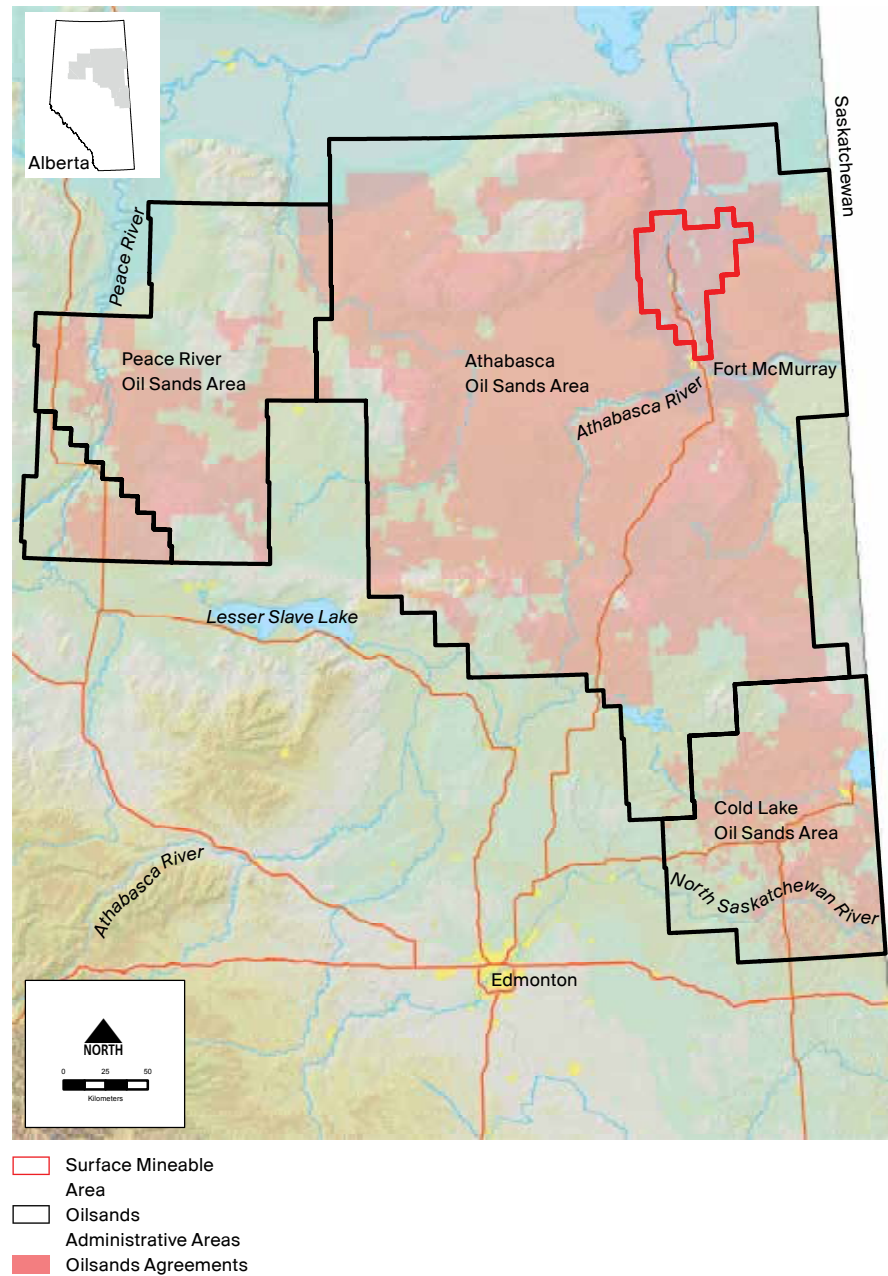 Alberta
Saskatchewan
Peace River
Peace River
Oil Sands Area
Athabasca
Oil Sands Area
Fort McMurray
Athabasca River
Lesser Slave Lake
Cold Lake
Oil Sands Area
North Saskatchewan River
Athabasca River
Edmonton
NORTH
0 25 50
Kilometers
Surface Mineable
Area
Oilsands
Administrative Areas
Oilsands Agreements